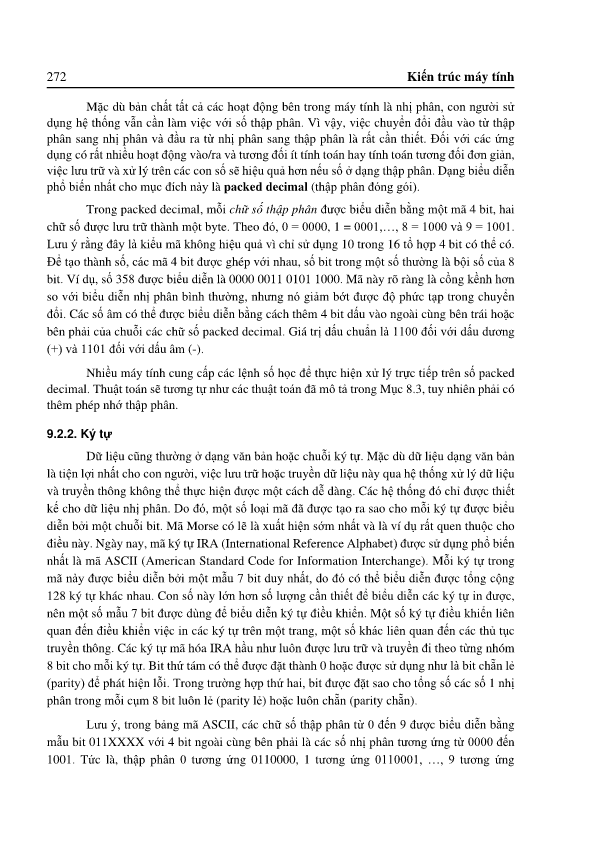 272 Kiến trúc máy tính
Mặc dù bản chất tất cả các hoạt động bên trong máy tính là nhị phân, con người sử
dụng hệ thống vẫn cần làm việc với số thập phân. Vì vậy, việc chuyển đổi đầu vào từ thập
phân sang nhị phân và đầu ra từ nhị phân sang thập phân là rất cần thiết. Đối với các ứng
dụng có rất nhiều hoạt động vào/ra và tương đối ít tính toán hay tính toán tương đối đơn giản,
việc lưu trữ và xử lý trên các con số sẽ hiệu quả hơn nếu số ở dạng thập phân. Dạng biểu diễn
phổ biến nhất cho mục đích này là packed decimal (thập phân đóng gói).
Trong packed decimal, mỗi chữ số thập phân được biểu diễn bằng một mã 4 bit, hai
chữ số được lưu trữ thành một byte. Theo đó, 0 = 0000, 1 = 0001,…, 8 = 1000 và 9 = 1001.
Lưu ý rằng đây là kiểu mã không hiệu quả vì chỉ sử dụng 10 trong 16 tổ hợp 4 bit có thể có.
Để tạo thành số, các mã 4 bit được ghép với nhau, số bit trong một số thường là bội số của 8
bit. Ví dụ, số 358 được biểu diễn là 0000 0011 0101 1000. Mã này rõ ràng là cồng kềnh hơn
so với biểu diễn nhị phân bình thường, nhưng nó giảm bớt được độ phức tạp trong chuyển
đổi. Các số âm có thể được biểu diễn bằng cách thêm 4 bit dấu vào ngoài cùng bên trái hoặc
bên phải của chuỗi các chữ số packed decimal. Giá trị dấu chuẩn là 1100 đối với dấu dương
(+) và 1101 đối với dấu âm (-).
Nhiều máy tính cung cấp các lệnh số học để thực hiện xử lý trực tiếp trên số packed
decimal. Thuật toán sẽ tương tự như các thuật toán đã mô tả trong Mục 8.3, tuy nhiên phải có
thêm phép nhớ thập phân.
9.2.2. Ký tự
Dữ liệu cũng thường ở dạng văn bản hoặc chuỗi ký tự. Mặc dù dữ liệu dạng văn bản
là tiện lợi nhất cho con người, việc lưu trữ hoặc truyền dữ liệu này qua hệ thống xử lý dữ liệu
và truyền thông không thể thực hiện được một cách dễ dàng. Các hệ thống đó chỉ được thiết
kế cho dữ liệu nhị phân. Do đó, một số loại mã đã được tạo ra sao cho mỗi ký tự được biểu
diễn bởi một chuỗi bit. Mã Morse có lẽ là xuất hiện sớm nhất và là ví dụ rất quen thuộc cho
điều này. Ngày nay, mã ký tự IRA (International Reference Alphabet) được sử dụng phổ biến
nhất là mã ASCII (American Standard Code for Information Interchange). Mỗi ký tự trong
mã này được biểu diễn bởi một mẫu 7 bit duy nhất, do đó có thể biểu diễn được tổng cộng
128 ký tự khác nhau. Con số này lớn hơn số lượng cần thiết để biểu diễn các ký tự in được,
nên một số mẫu 7 bit được dùng để biểu diễn ký tự điều khiển. Một số ký tự điều khiển liên
quan đến điều khiển việc in các ký tự trên một trang, một số khác liên quan đến các thủ tục
truyền thông. Các ký tự mã hóa IRA hầu như luôn được lưu trữ và truyền đi theo từng nhóm
8 bit cho mỗi ký tự. Bit thứ tám có thể được đặt thành 0 hoặc được sử dụng như là bit chẵn lẻ
(parity) để phát hiện lỗi. Trong trường hợp thứ hai, bit được đặt sao cho tổng số các số 1 nhị
phân trong mỗi cụm 8 bit luôn lẻ (parity lẻ) hoặc luôn chẵn (parity chẵn).
Lưu ý, trong bảng mã ASCII, các chữ số thập phân từ 0 đến 9 được biểu diễn bằng
mẫu bit 011XXXX với 4 bit ngoài cùng bên phải là các số nhị phân tương ứng từ 0000 đến
1001. Tức là, thập phân 0 tương ứng 0110000, 1 tương ứng 0110001, …, 9 tương ứng